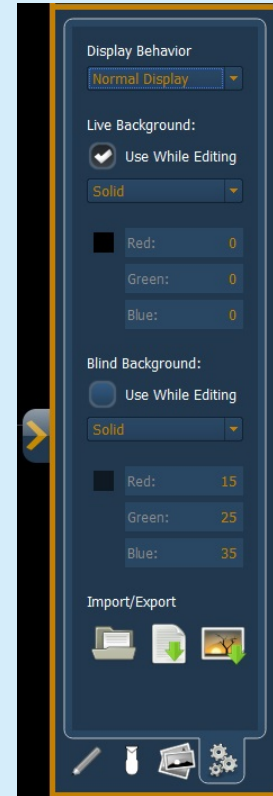 Display Behavior
Normal Display
Live Background:
Use While Editing
Solid
Red: 0
Green: 0
Blue: 0
Blind Background:
Use While Editing
Solid
Red: 15
Green: 25
Blue: 35
Import/Export